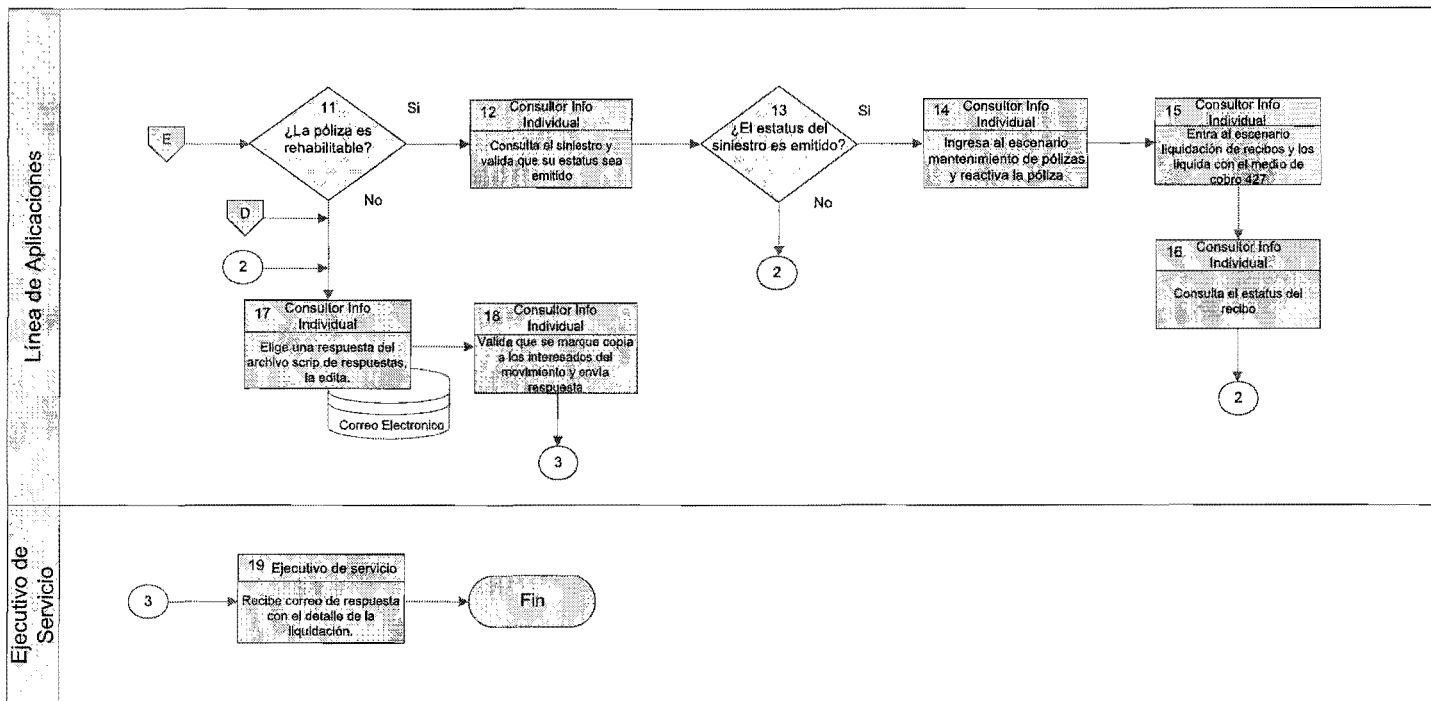 Línea de Aplicaciones
E
11
¿La póliza es
rehabilitable?
Si
No
12 Consultor Info
Individual
Consulta el siniestro y
valida que su estatus sea
emitido
13
¿El estatus del
siniestro es emitido?
Si
No
2
14 Consultor Info
Individual
Ingresa al escenario
mantenimiento de pólizas
y reactiva la póliza
15 Consultor Info
Individual
Entra al escenario
liquidación de recibos y los
liquida con el medio de
cobro 427
16 Consultor Info
Individual
Consulta el estatus del
recibo
2
D
2
17 Consultor Info
Individual
Elige una respuesta del
archivo scrip de respuestas,
la edita.
Correo Electronico
18 Consultor Info
Individual
Valida que se marque copia
a los interesados del
movimiento y envía
respuesta
3
Ejecutivo de
Servicio
3
19 Ejecutivo de servicio
Recibe correo de respuesta
con el detalle de la
liquidación.
Fin